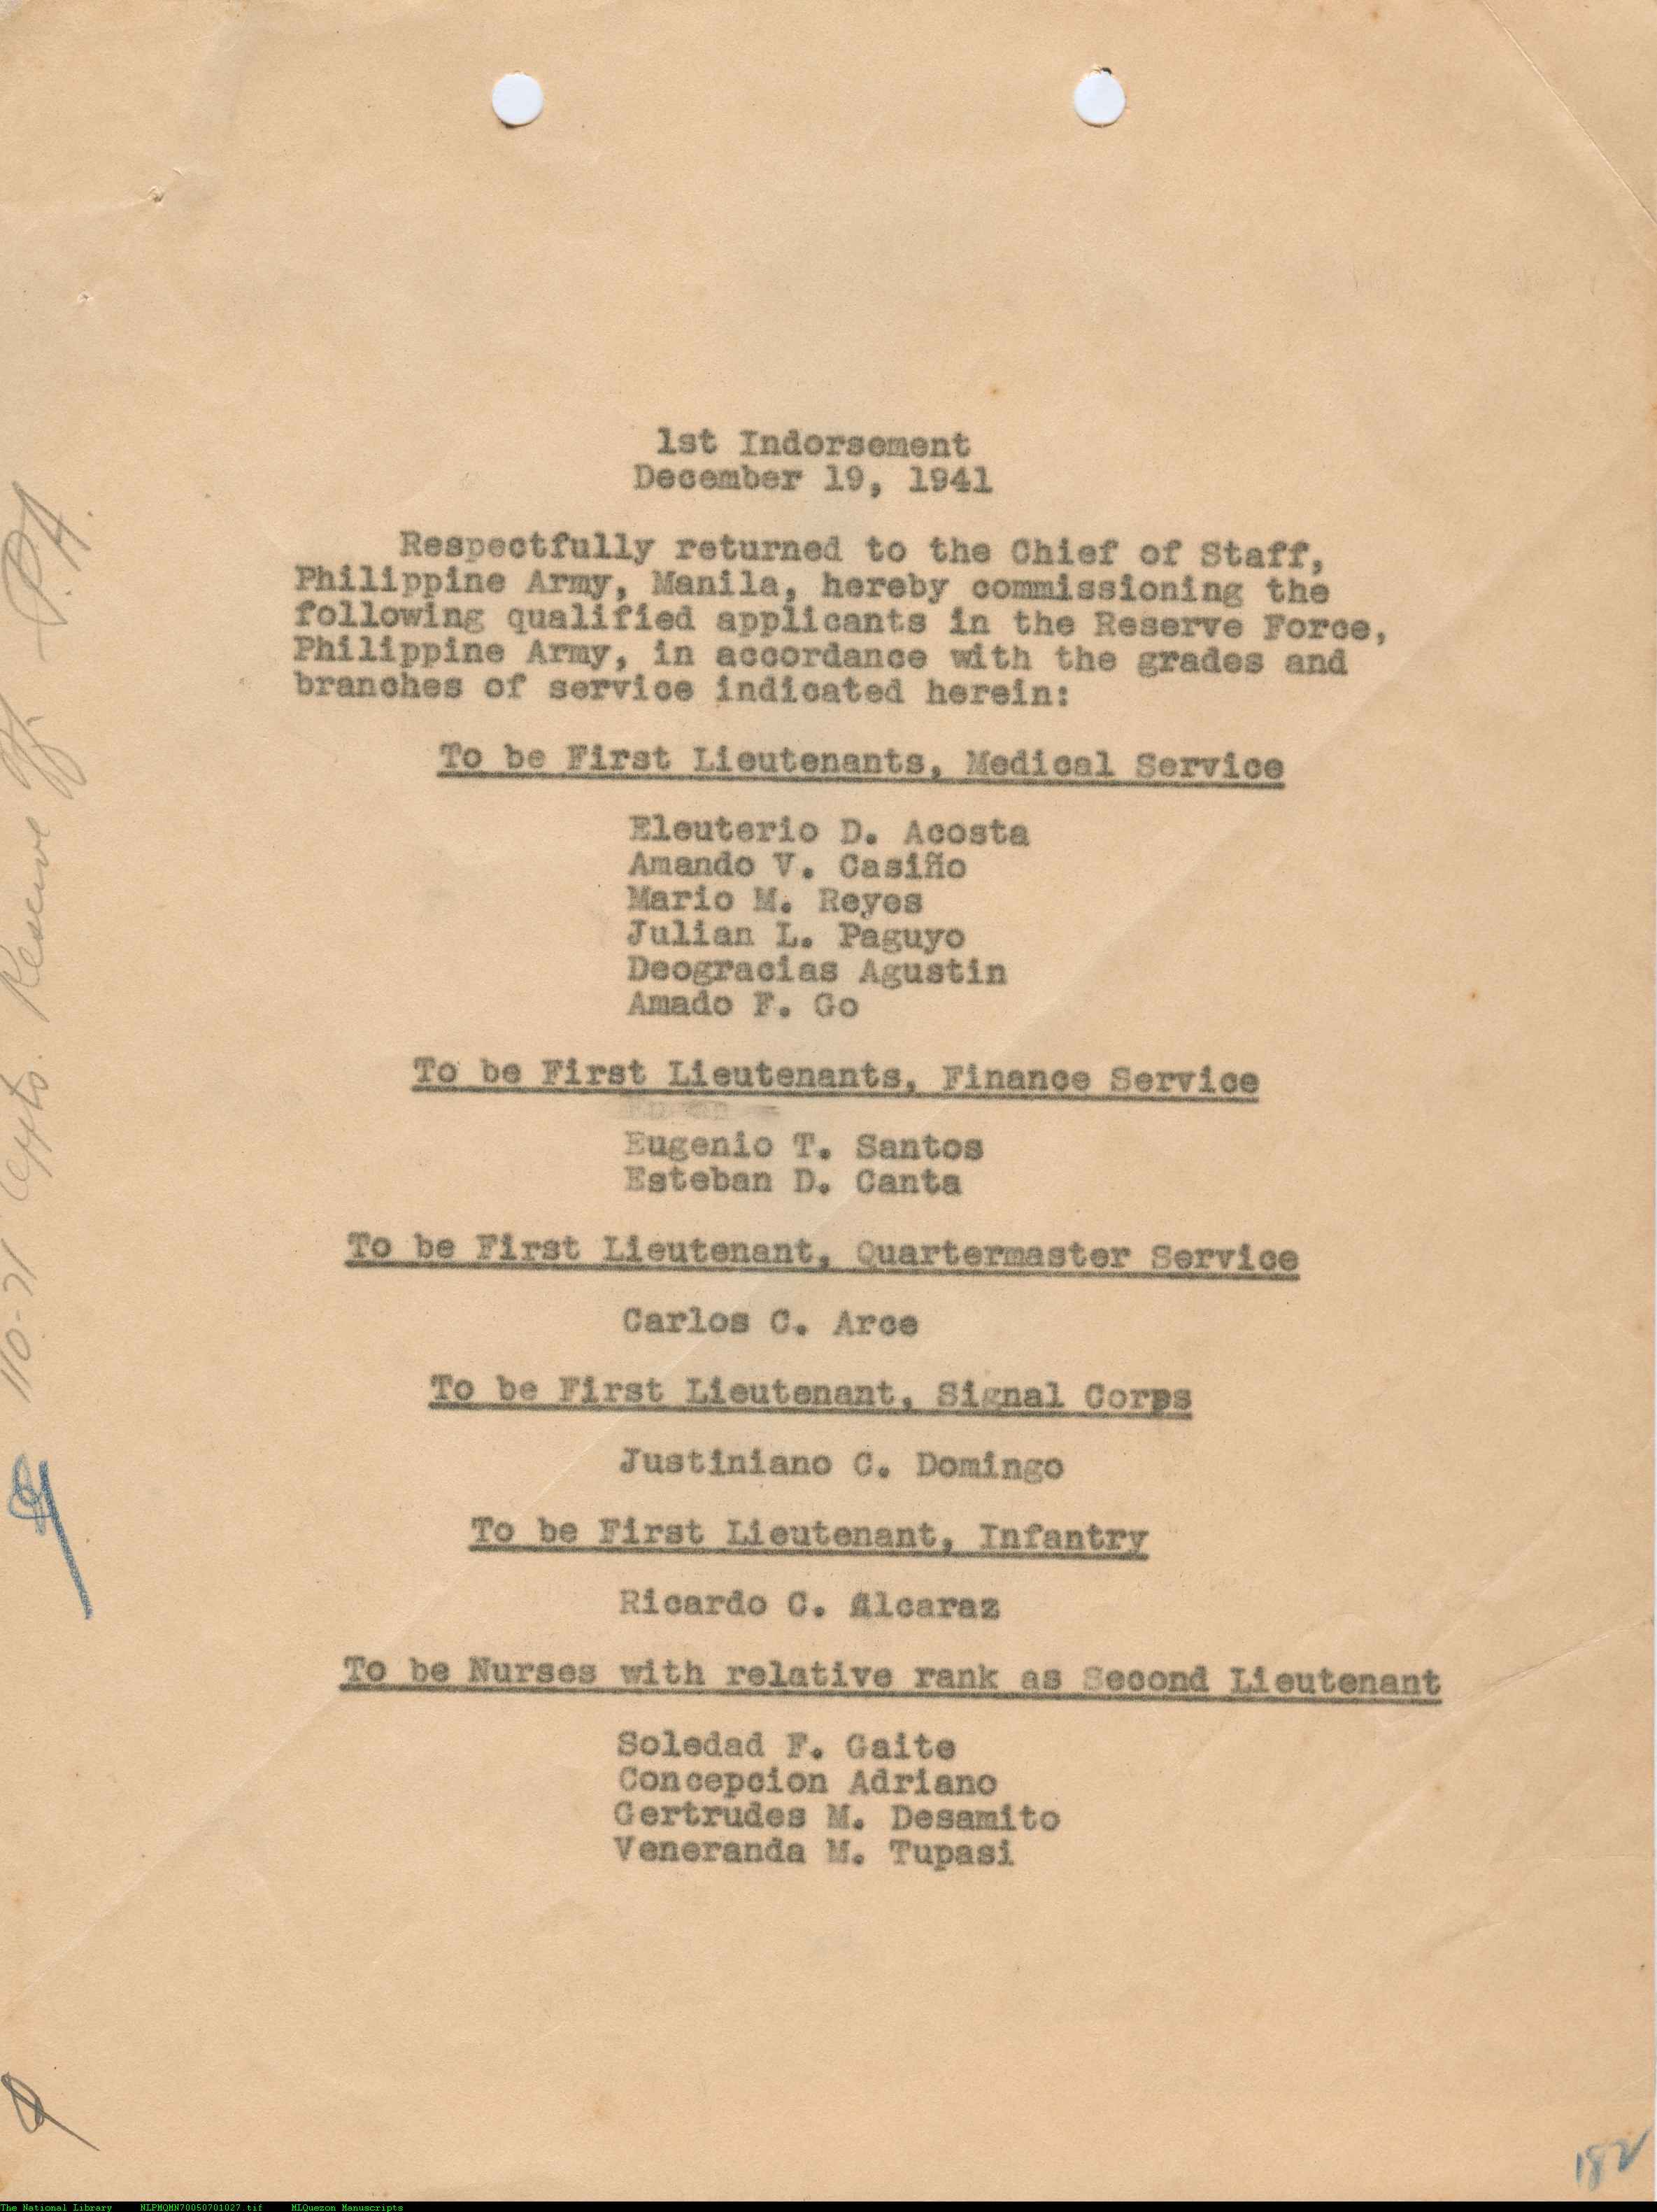 1st Indorsement
December 19, 1941
Respectfully returned to the Chief of Staff,
Philippine Army, Manila, hereby commissioning the
following qualified applicants in the Reserve Force,
Philippine Army, in accordance with the grades and
branches of service indicated herein:
To be First Lieutenants, Medical Service
Eleuterio D. Acosta
Amando V. Casiño
Mario M. Reyes
Julian L. Paguyo
Deogracias Agustin
Amado F. Go
To be First Lieutenants, Finance Service
Eugenio T. Santos
Esteban D. Canta
To be First Lieutenant, Quartermaster Service
Carlos C. Arce
To be First Lieutenant, Signal Corps
Justiniano C. Domingo
To be First Lieutenant, Infantry
Ricardo C. Alcaraz
To be Nurses with relative rank as Second Lieutenant
Soledad F. Gaite
Concepcion Adriano
Gertrudes M. Desamito
Veneranda M. Tupasi
110-21 Reserve P.A.
182
The National Library NLPMQMN70050701027.tif MLQuezon Manuscripts